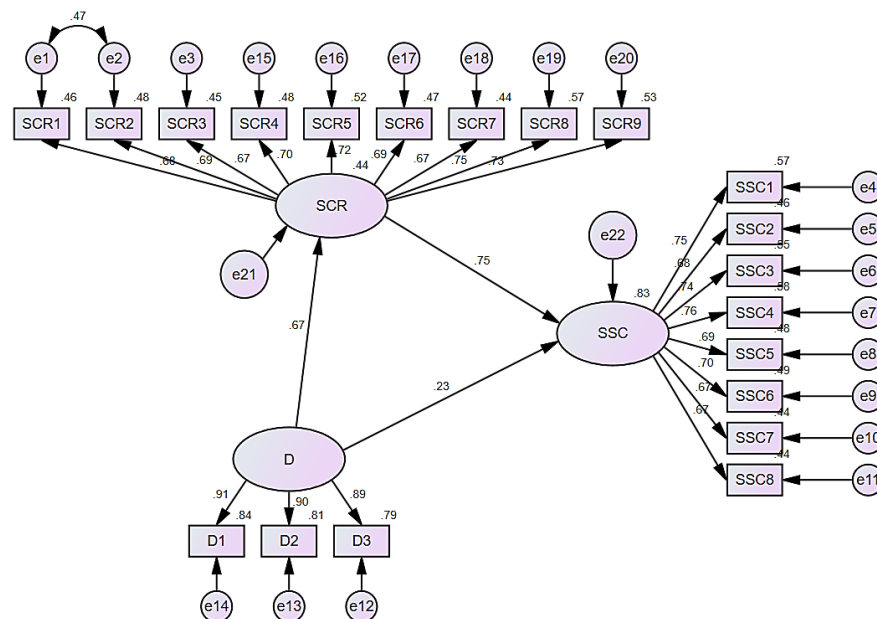 .47
e1 e2 e3 e15 e16 e17 e18 e19 e20
.46 .48 .45 .48 .52 .47 .44 .57 .53
SCR1 SCR2 SCR3 SCR4 SCR5 SCR6 SCR7 SCR8 SCR9
.68 .69 .67 .70 .72 .69 .67 .75 .73
.44
SCR
e21
e22
.75
.67
.23
.83
SSC
.57
SSC1 e4
.75
.46
SSC2 e5
.68
.55
SSC3 e6
.74
.58
SSC4 e7
.76
.48
SSC5 e8
.69
.49
SSC6 e9
.70
.44
SSC7 e10
.67
.44
SSC8 e11
.67
D
.91 .90 .89
.84 .81 .79
D1 D2 D3
e14 e13 e12